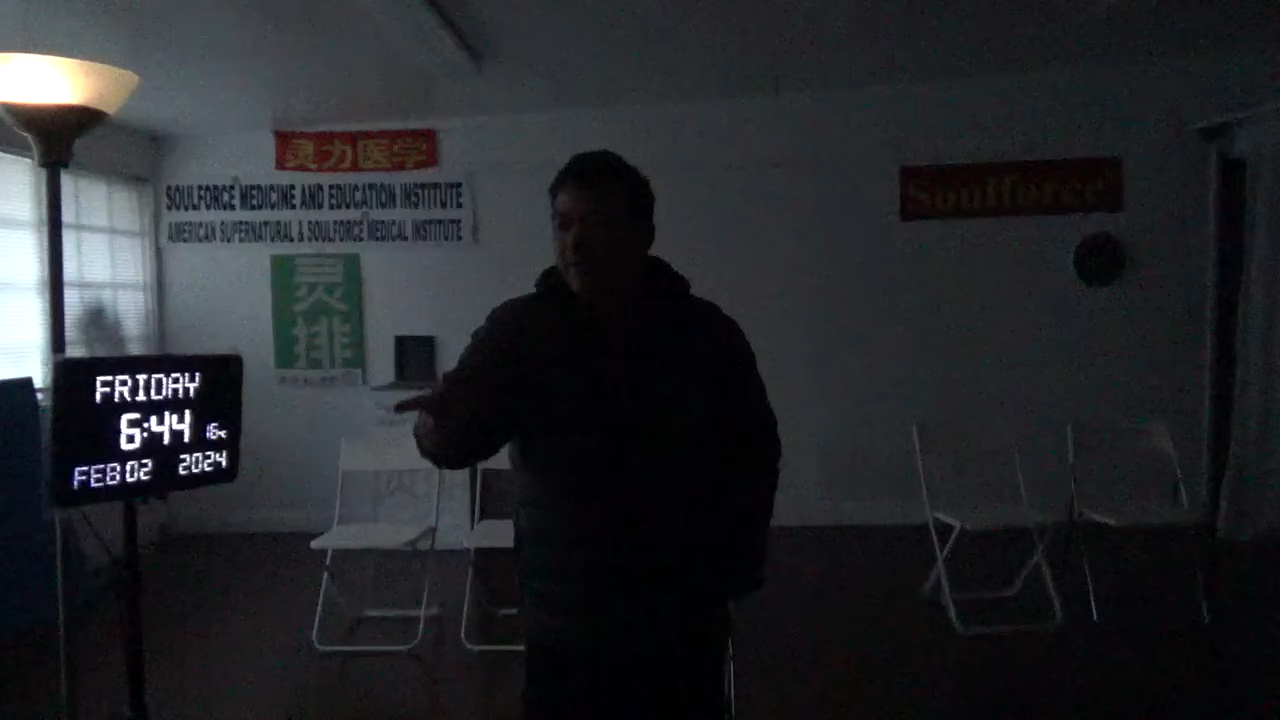 灵力医学
SOULFORCE MEDICINE AND EDUCATION INSTITUTE
AMERICAN SUPERNATURAL & SOULFORCE MEDICAL INSTITUTE
灵
排
Soulforce
FRIDAY
6:44 16℃
FEB 02 2024